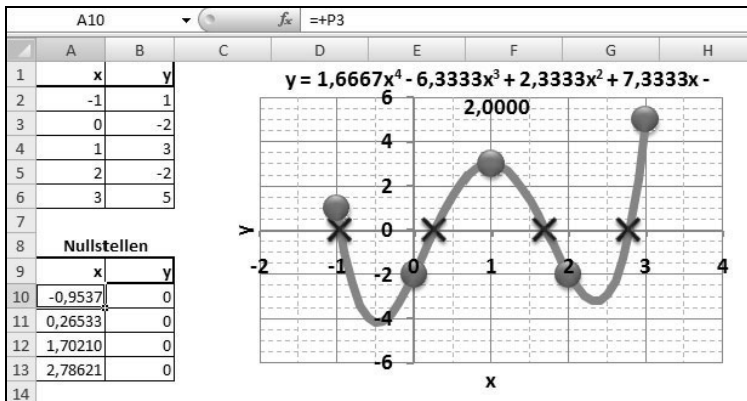 A10 fx =+P3
A B C D E F G H
1 x y
2 -1 1
3 0 -2
4 1 3
5 2 -2
6 3 5
7
8 Nullstellen
9 x y
10 -0,9537 0
11 0,26533 0
12 1,70210 0
13 2,78621 0
14
y = 1,6667x⁴ - 6,3333x³ + 2,3333x² + 7,3333x -
2,0000
6
4
2
0
-2
-4
-6
y
-2 -1 0 1 2 3 4
x